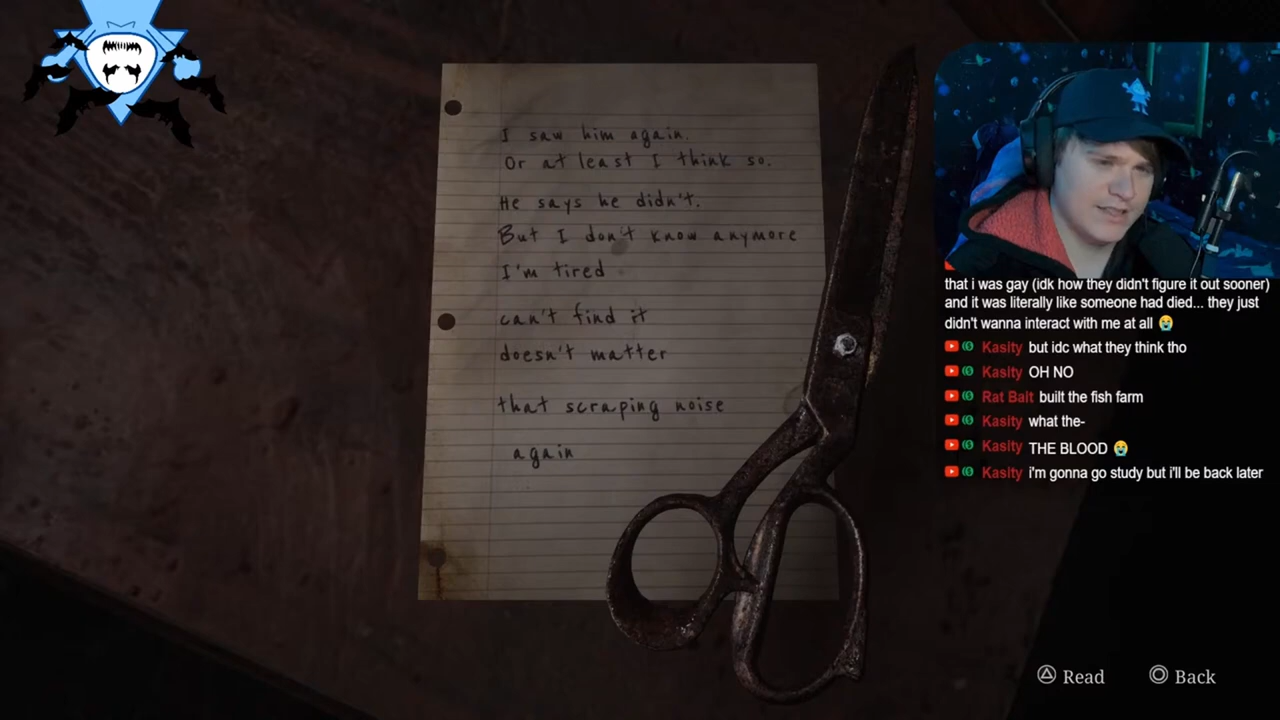 I saw him again.
Or at least I think so.
He says he didn't.
But I don't know anymore
I'm tired
can't find it
doesn't matter
that scraping noise
again
that i was gay (idk how they didn't figure it out sooner)
and it was literally like someone had died... they just
didn't wanna interact with me at all 😭
Kasity but idc what they think tho
Kasity OH NO
Rat Bait built the fish farm
Kasity what the-
Kasity THE BLOOD 😭
Kasity i'm gonna go study but i'll be back later
Read
Back